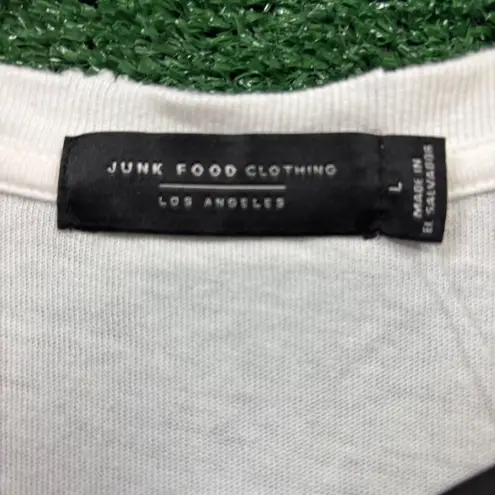 JUNK FOOD CLOTHING
LOS ANGELES
L
MADE IN
EL SALVADOR